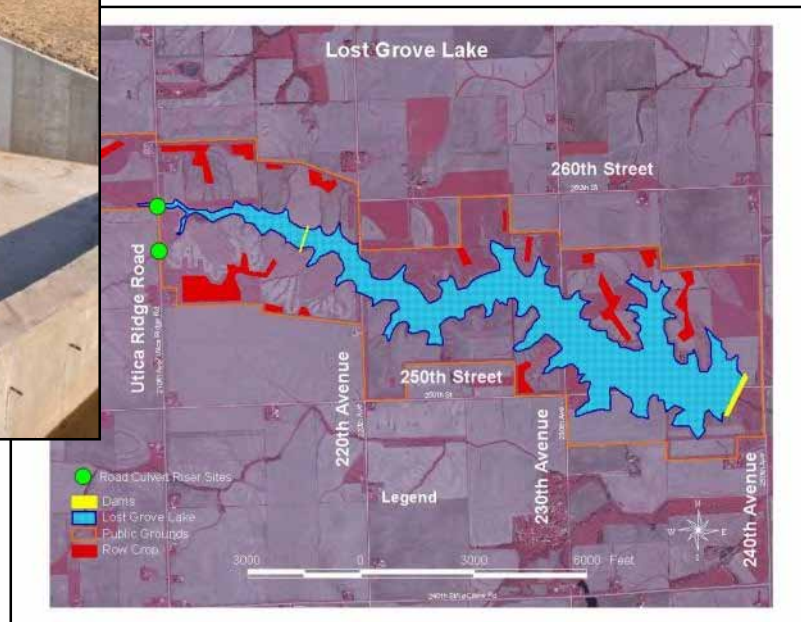 Lost Grove Lake
260th Street
Utica Ridge Road
250th Street
220th Avenue
230th Avenue
240th Avenue
Legend
Road Culvert Riser Sites
Dams
Lost Grove Lake
Public Grounds
Row Crop
3000 0 3000 6000 Feet
N
W E
S